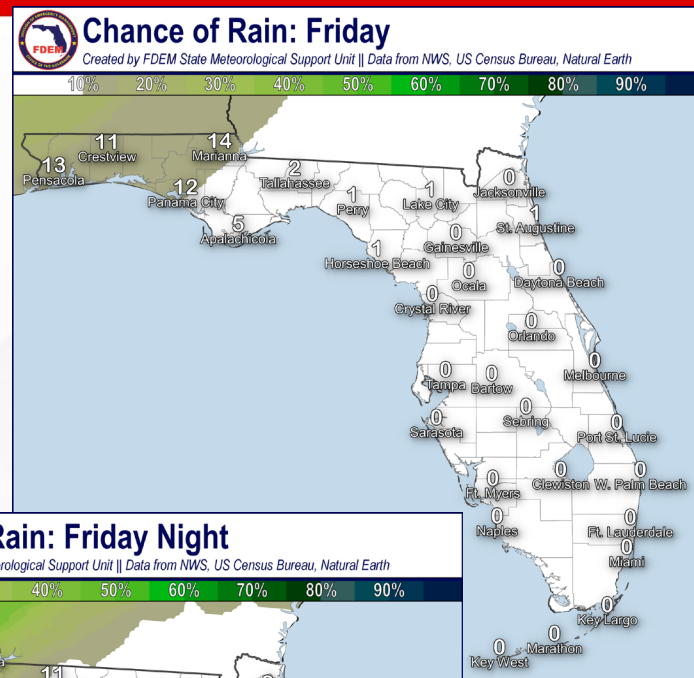 Chance of Rain: Friday
FDEM
Created by FDEM State Meteorological Support Unit || Data from NWS, US Census Bureau, Natural Earth
10% 20% 30% 40% 50% 60% 70% 80% 90%
11
Crestview
14
Marianna
13
Pensacola
12
Panama City
2
Tallahassee
5
Apalachicola
1
Perry
1
Lake City
0
Jacksonville
1
St. Augustine
0
Gainesville
1
Horseshoe Beach
0
Ocala
0
Daytona Beach
0
Crystal River
0
Orlando
0
Melbourne
0
Tampa
0
Bartow
0
Sebring
0
Sarasota
0
Port St. Lucie
0
Ft. Myers
0
Clewiston
0
W. Palm Beach
0
Naples
0
Ft. Lauderdale
0
Miami
0
Key Largo
0
Marathon
0
Key West
Rain: Friday Night
Support Unit || Data from NWS, US Census Bureau, Natural Earth
40% 50% 60% 70% 80% 90%
11